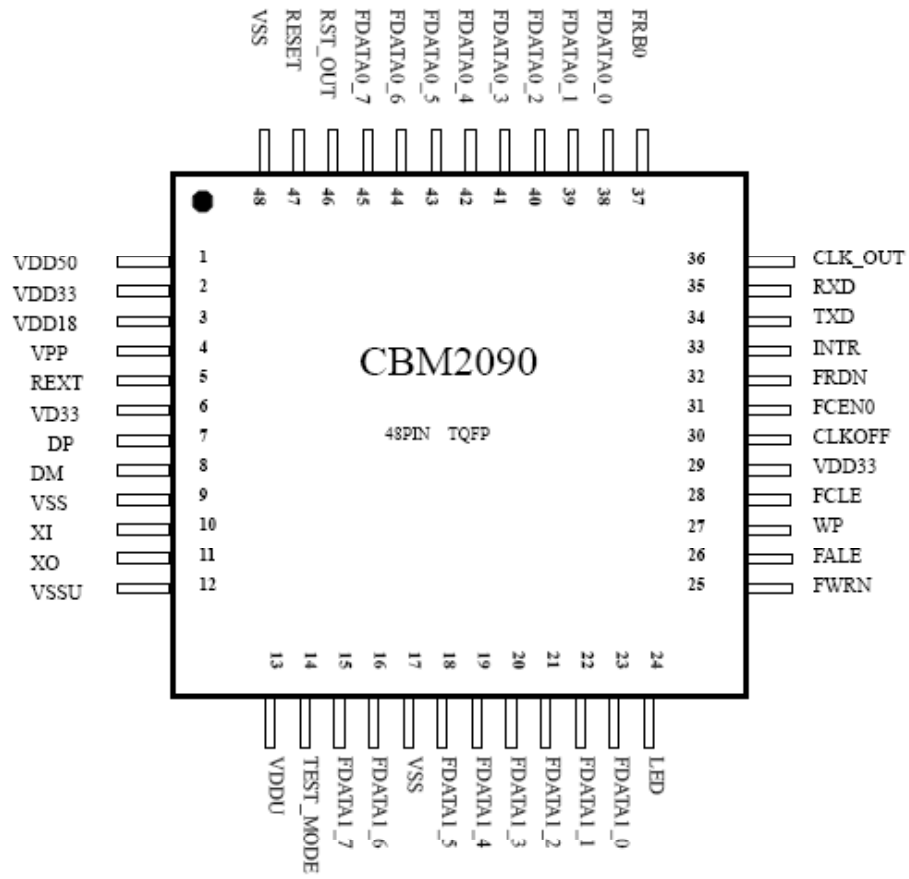 VSS
RESET
RST_OUT
FDATA0_7
FDATA0_6
FDATA0_5
FDATA0_4
FDATA0_3
FDATA0_2
FDATA0_1
FDATA0_0
FRB0
48
47
46
45
44
43
42
41
40
39
38
37
VDD50 1
VDD33 2
VDD18 3
VPP 4
REXT 5
VD33 6
DP 7
DM 8
VSS 9
XI 10
XO 11
VSSU 12
CBM2090
48PIN TQFP
36 CLK_OUT
35 RXD
34 TXD
33 INTR
32 FRDN
31 FCEN0
30 CLKOFF
29 VDD33
28 FCLE
27 WP
26 FALE
25 FWRN
13
14
15
16
17
18
19
20
21
22
23
24
VDDU
TEST_MODE
FDATA1_7
FDATA1_6
VSS
FDATA1_5
FDATA1_4
FDATA1_3
FDATA1_2
FDATA1_1
FDATA1_0
LED